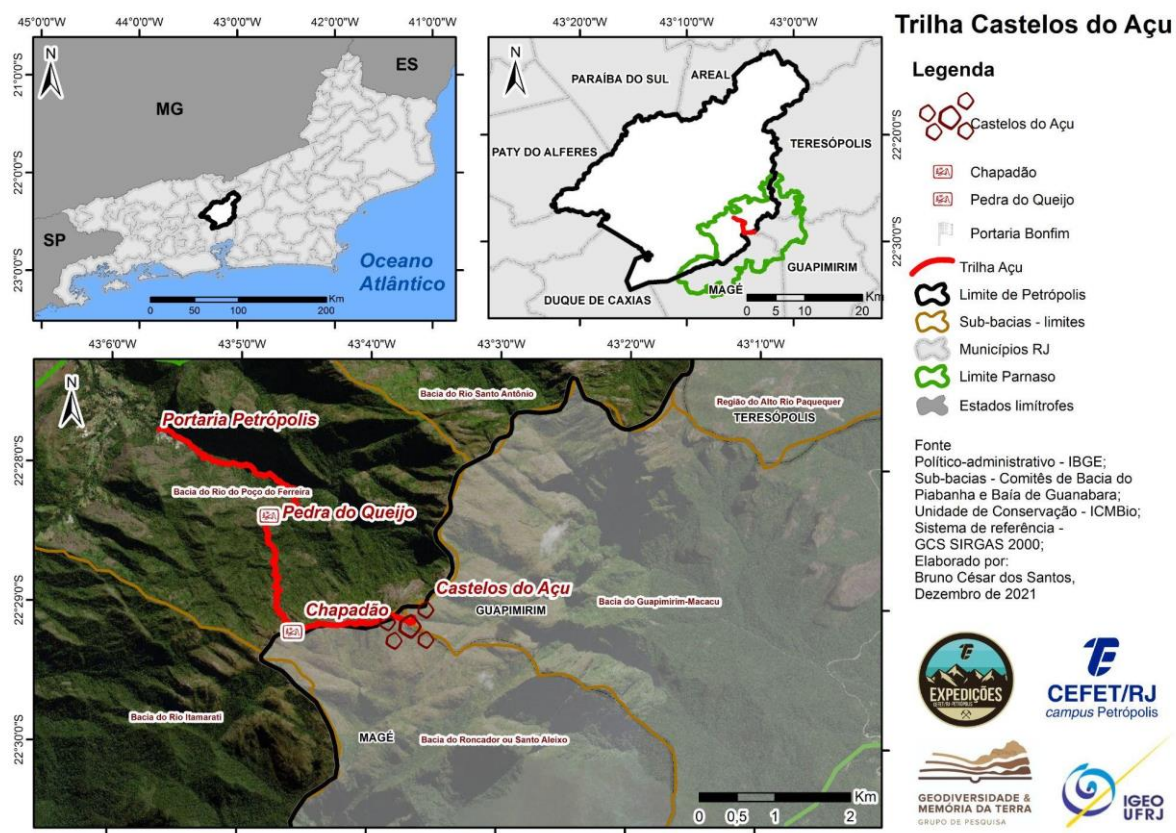 Trilha Castelos do Açu
45°0'0"W 44°0'0"W 43°0'0"W 42°0'0"W 41°0'0"W
21°0'0"S
22°0'0"S
23°0'0"S
N
ES
MG
SP
Oceano
Atlântico
Km
0 50 100 200
43°20'0"W 43°10'0"W 43°0'0"W
22°20'0"S
22°30'0"S
N
PARAÍBA DO SUL
AREAL
PATY DO ALFERES
TERESÓPOLIS
GUAPIMIRIM
MAGÉ
DUQUE DE CAXIAS
Km
0 5 10 20
Legenda
Castelos do Açu
Chapadão
Pedra do Queijo
Portaria Bonfim
Trilha Açu
Limite de Petrópolis
Sub-bacias - limites
Municípios RJ
Limite Parnaso
Estados limítrofes
Fonte
Político-administrativo - IBGE;
Sub-bacias - Comitês de Bacia do
Piabanha e Baía de Guanabara;
Unidade de Conservação - ICMBio;
Sistema de referência -
GCS SIRGAS 2000;
Elaborado por:
Bruno César dos Santos,
Dezembro de 2021
43°6'0"W 43°5'0"W 43°4'0"W 43°3'0"W 43°2'0"W 43°1'0"W
22°28'0"S
22°29'0"S
22°30'0"S
N
Bacia do Rio Santo Antônio
Região do Alto Rio Paquequer
TERESÓPOLIS
Portaria Petrópolis
Bacia do Rio do Poço do Ferreira
Pedra do Queijo
Castelos do Açu
Chapadão
GUAPIMIRIM
Bacia do Guapimirim-Macacu
Bacia do Rio Itamarati
MAGÉ
Bacia do Roncador ou Santo Aleixo
Km
0 0,5 1 2
EXPEDIÇÕES
CEFET/RJ PETRÓPOLIS
CEFET/RJ
campus Petrópolis
GEODIVERSIDADE &
MEMÓRIA DA TERRA
GRUPO DE PESQUISA
IGEO
UFRJ